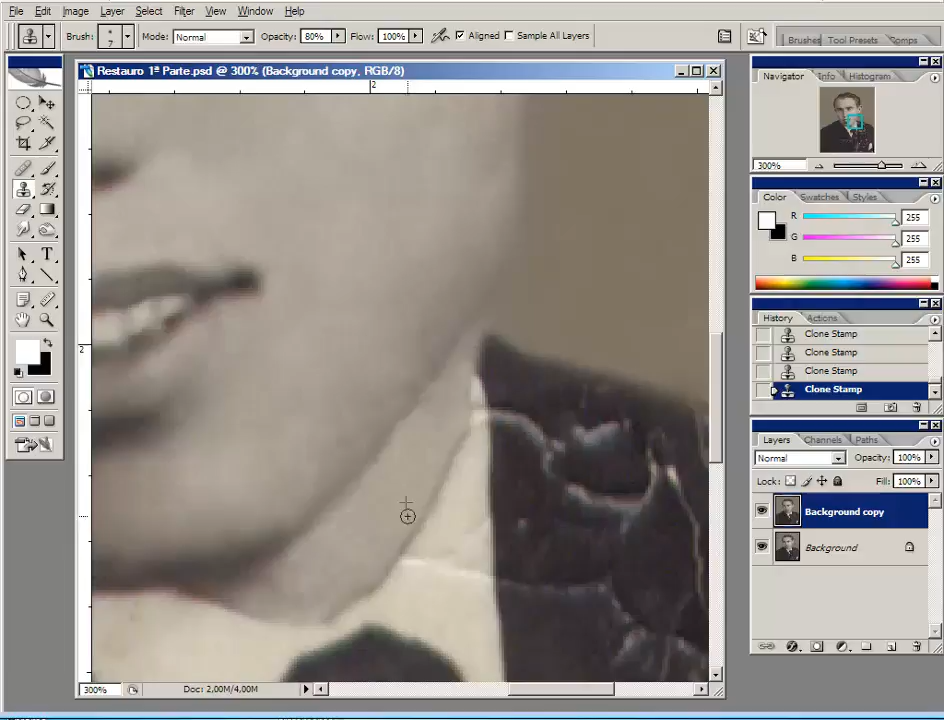 File Edit Image Layer Select Filter View Window Help
Brush: 7 Mode: Normal Opacity: 80% Flow: 100% Aligned Sample All Layers Brushes Tool Presets Comps
Restauro 1ª Parte.psd @ 300% (Background copy, RGB/8)
2
2
300% Doc: 2,00M/4,00M
Navigator Info Histogram
300%
Color Swatches Styles
R 255
G 255
B 255
History Actions
Clone Stamp
Clone Stamp
Clone Stamp
Clone Stamp
Layers Channels Paths
Normal Opacity: 100%
Lock: Fill: 100%
Background copy
Background